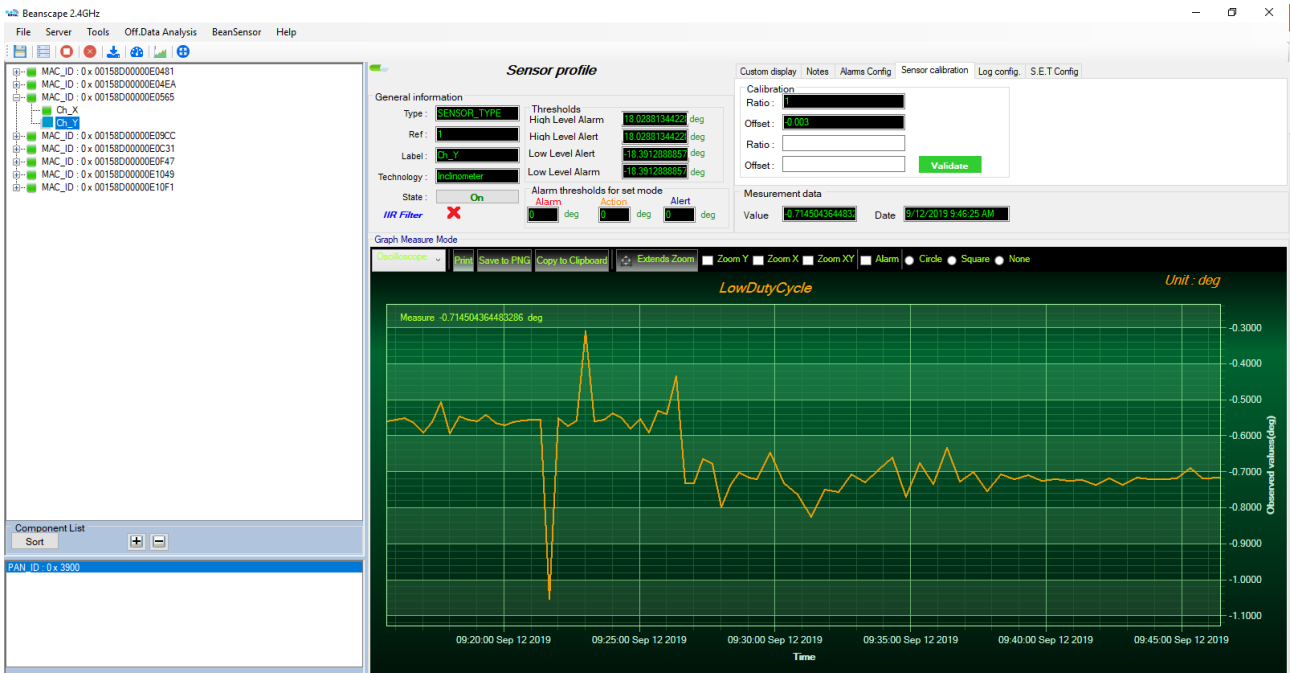 Beanscape 2.4GHz
File Server Tools Off.Data Analysis BeanSensor Help
MAC_ID : 0 x 00158D00000E0481
MAC_ID : 0 x 00158D00000E04EA
MAC_ID : 0 x 00158D00000E0565
Ch_X
Ch_Y
MAC_ID : 0 x 00158D00000E09CC
MAC_ID : 0 x 00158D00000E0C31
MAC_ID : 0 x 00158D00000E0F47
MAC_ID : 0 x 00158D00000E1049
MAC_ID : 0 x 00158D00000E10F1
Component List
Sort
PAN_ID : 0 x 3900
Sensor profile
General information
Type : SENSOR_TYPE
Ref : 1
Label : Ch_Y
Technology : Inclinometer
State : On
IIR Filter
Thresholds
High Level Alarm 18.0288134422 deg
High Level Alert 18.0288134422 deg
Low Level Alert -18.3912888857 deg
Low Level Alarm -18.3912888857 deg
Alarm thresholds for set mode
Alarm Action Alert
0 deg 0 deg 0 deg
Custom display Notes Alarms Config Sensor calibration Log config. S.E.T Config
Calibration
Ratio : 1
Offset : -0.003
Ratio :
Offset : Validate
Mesurement data
Value -0.714504364483 Date 9/12/2019 9:46:25 AM
Graph Measure Mode
Oscilloscope Print Save to PNG Copy to Clipboard Extends Zoom Zoom Y Zoom X Zoom XY Alarm Circle Square None
LowDutyCycle
Unit : deg
Measure -0.714504364483286 deg
-0.3000
-0.4000
-0.5000
-0.6000
-0.7000
-0.8000
-0.9000
-1.0000
-1.1000
Observed values(deg)
09:20:00 Sep 12 2019 09:25:00 Sep 12 2019 09:30:00 Sep 12 2019 09:35:00 Sep 12 2019 09:40:00 Sep 12 2019 09:45:00 Sep 12 2019
Time